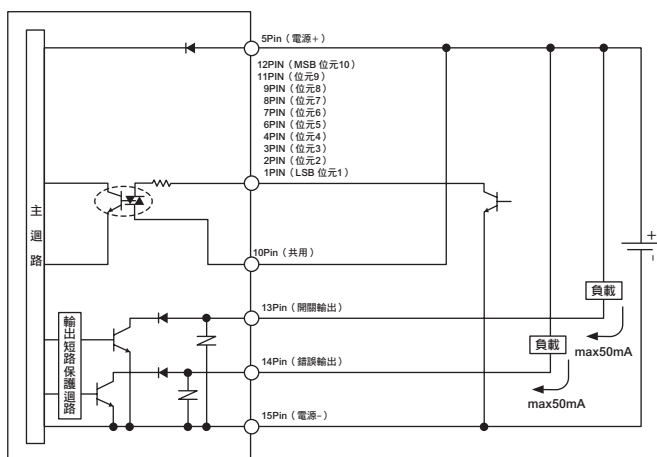 5Pin（電源+）
12PIN（MSB 位元10）
11PIN（位元9）
9PIN（位元8）
8PIN（位元7）
7PIN（位元6）
6PIN（位元5）
4PIN（位元4）
3PIN（位元3）
2PIN（位元2）
1PIN（LSB 位元1）
主迴路
10Pin（共用）
+
-
13Pin（開關輸出）
負載
max50mA
輸出短路保護迴路
14Pin（錯誤輸出）
負載
max50mA
15Pin（電源-）